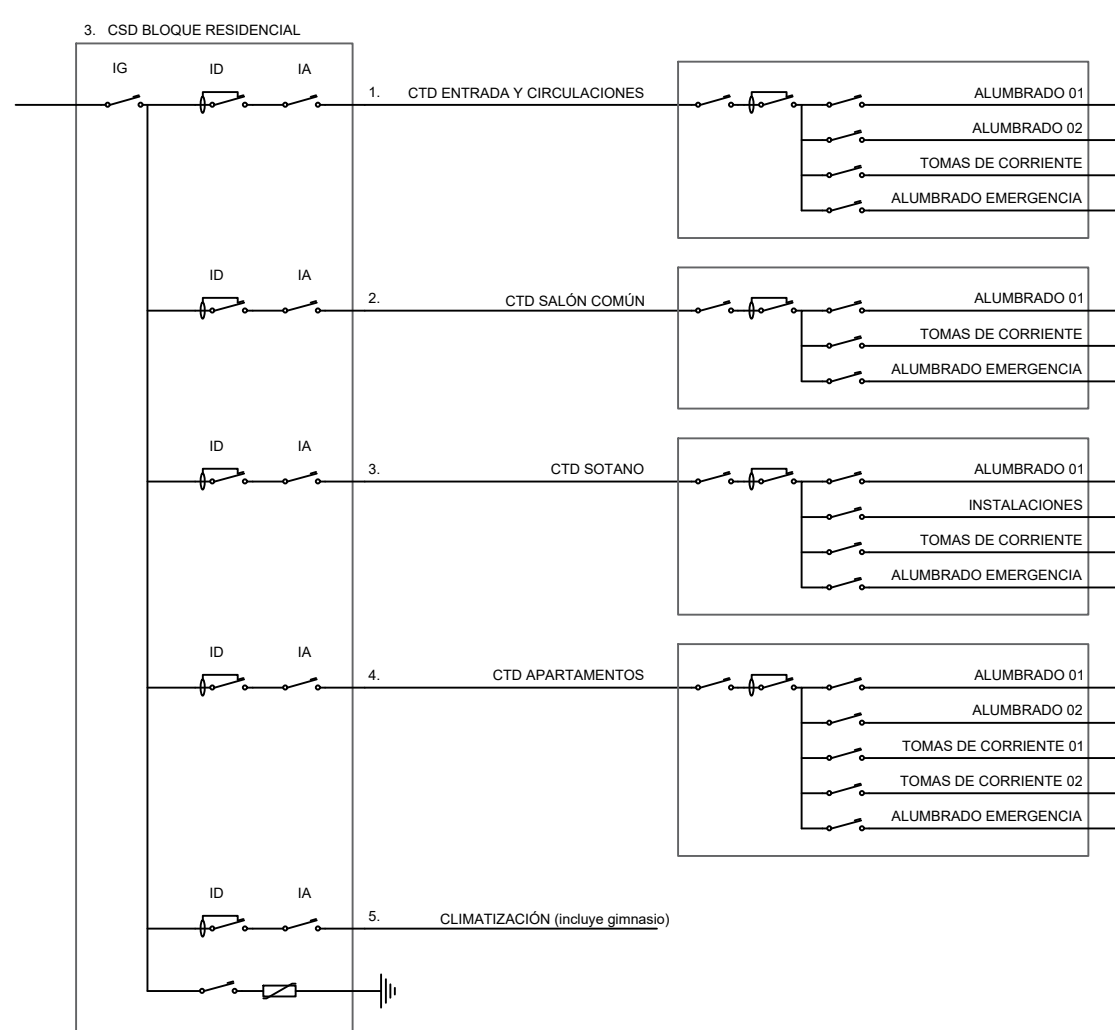 3. CSD BLOQUE RESIDENCIAL
IG
ID
IA
1. CTD ENTRADA Y CIRCULACIONES
ALUMBRADO 01
ALUMBRADO 02
TOMAS DE CORRIENTE
ALUMBRADO EMERGENCIA
ID
IA
2. CTD SALÓN COMÚN
ALUMBRADO 01
TOMAS DE CORRIENTE
ALUMBRADO EMERGENCIA
ID
IA
3. CTD SOTANO
ALUMBRADO 01
INSTALACIONES
TOMAS DE CORRIENTE
ALUMBRADO EMERGENCIA
ID
IA
4. CTD APARTAMENTOS
ALUMBRADO 01
ALUMBRADO 02
TOMAS DE CORRIENTE 01
TOMAS DE CORRIENTE 02
ALUMBRADO EMERGENCIA
ID
IA
5. CLIMATIZACIÓN (incluye gimnasio)